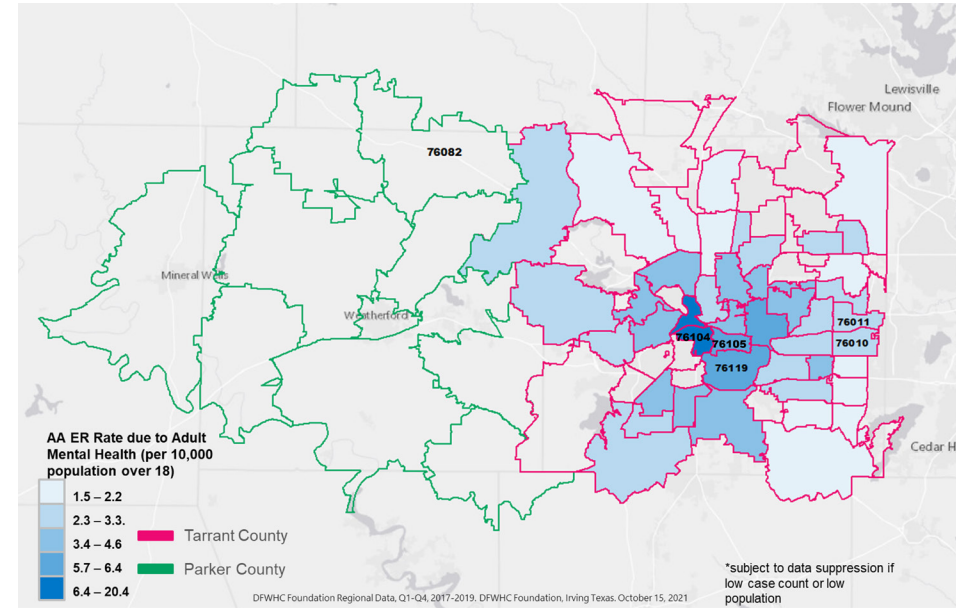 Lewisville
Flower Mound
76082
Mineral Wells
Weatherford
76011
76104
76105
76010
76119
AA ER Rate due to Adult
Mental Health (per 10,000
population over 18)
1.5 – 2.2
2.3 – 3.3.
3.4 – 4.6
5.7 – 6.4
6.4 – 20.4
Tarrant County
Parker County
Cedar H
*subject to data suppression if
low case count or low
population
DFWHC Foundation Regional Data, Q1-Q4, 2017-2019. DFWHC Foundation, Irving Texas. October 15, 2021